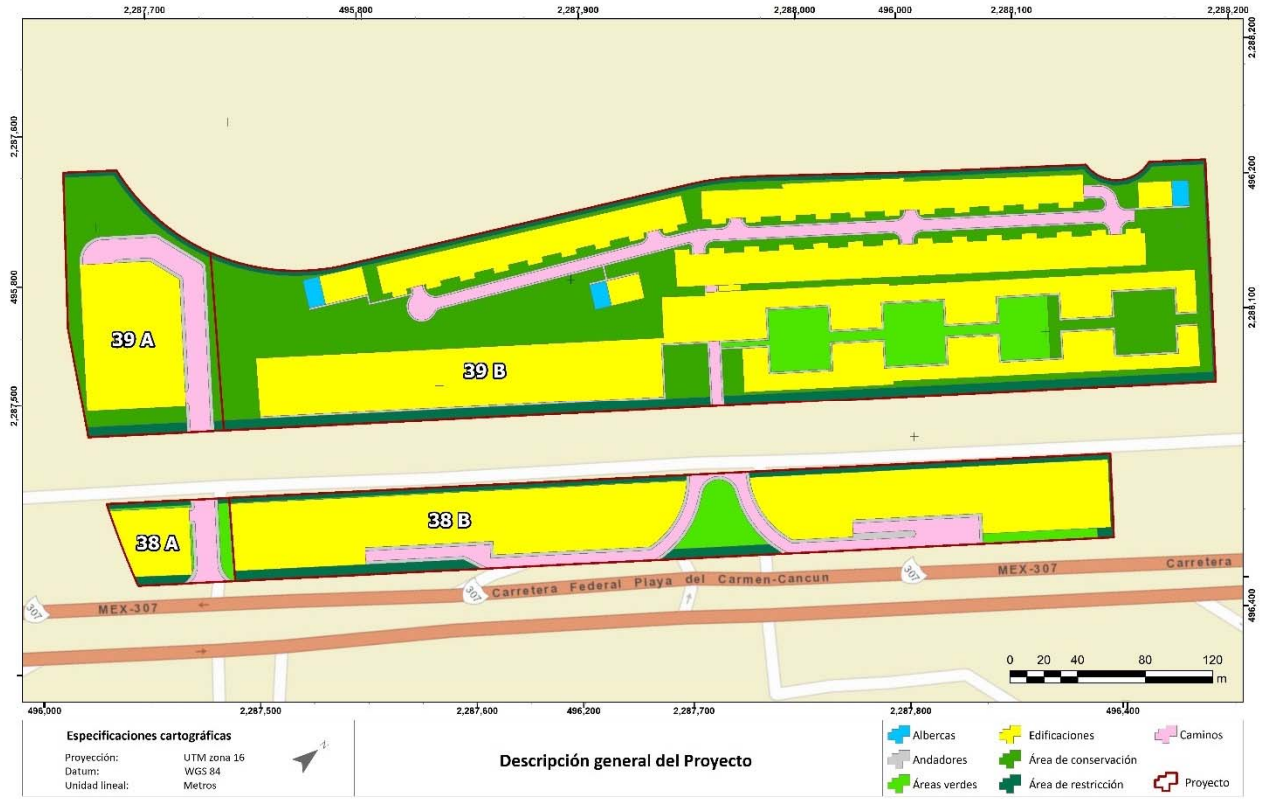 2,287,700
495,800
2,287,900
2,288,000
496,000
2,288,100
2,288,200
2,288,200
2,287,600
496,200
495,800
2,288,100
2,287,500
496,400
39 A
39 B
38 A
38 B
MEX-307
307
307
Carretera Federal Playa del Carmen-Cancun
307
MEX-307
Carretera
0 20 40 80 120
m
496,000
2,287,500
2,287,600
496,200
2,287,700
2,287,800
496,400
Especificaciones cartográficas
Proyección: UTM zona 16
Datum: WGS 84
Unidad lineal: Metros
N
Descripción general del Proyecto
Albercas
Edificaciones
Caminos
Andadores
Área de conservación
Áreas verdes
Área de restricción
Proyecto